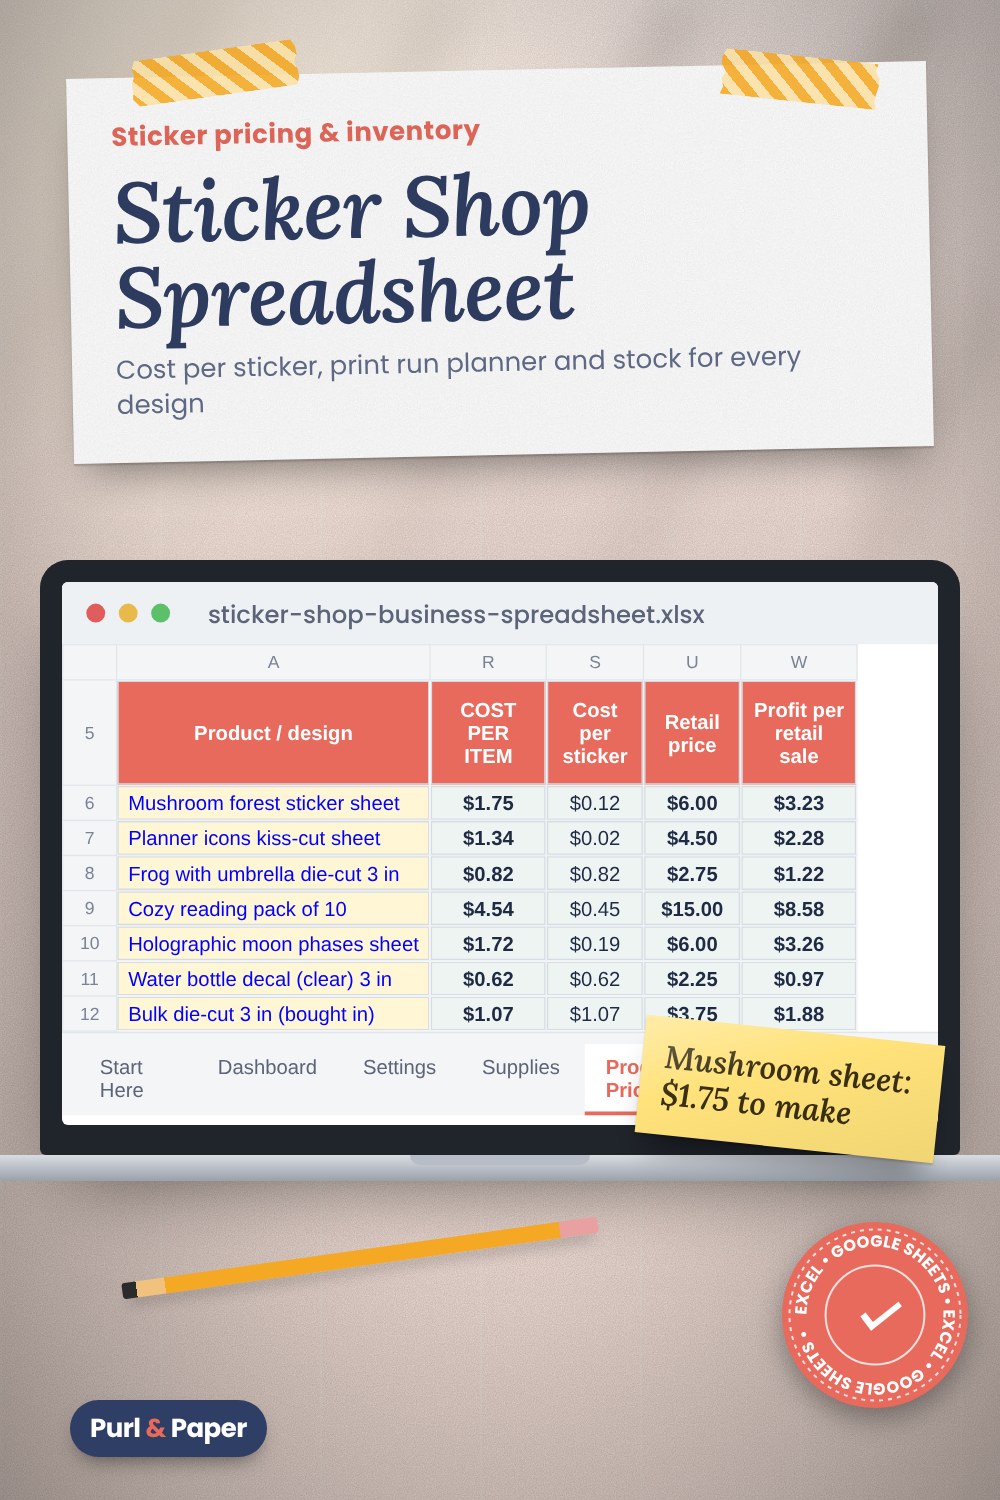 Sticker pricing & inventory
Sticker Shop
Spreadsheet
Cost per sticker, print run planner and stock for every
design
sticker-shop-business-spreadsheet.xlsx
A R S U W
5 Product / design COST PER ITEM Cost per sticker Retail price Profit per retail sale
6 Mushroom forest sticker sheet $1.75 $0.12 $6.00 $3.23
7 Planner icons kiss-cut sheet $1.34 $0.02 $4.50 $2.28
8 Frog with umbrella die-cut 3 in $0.82 $0.82 $2.75 $1.22
9 Cozy reading pack of 10 $4.54 $0.45 $15.00 $8.58
10 Holographic moon phases sheet $1.72 $0.19 $6.00 $3.26
11 Water bottle decal (clear) 3 in $0.62 $0.62 $2.25 $0.97
12 Bulk die-cut 3 in (bought in) $1.07 $1.07 $3.75 $1.88
Start Here Dashboard Settings Supplies
Mushroom sheet:
$1.75 to make
EXCEL • GOOGLE SHEETS • EXCEL • GOOGLE SHEETS •
Purl & Paper